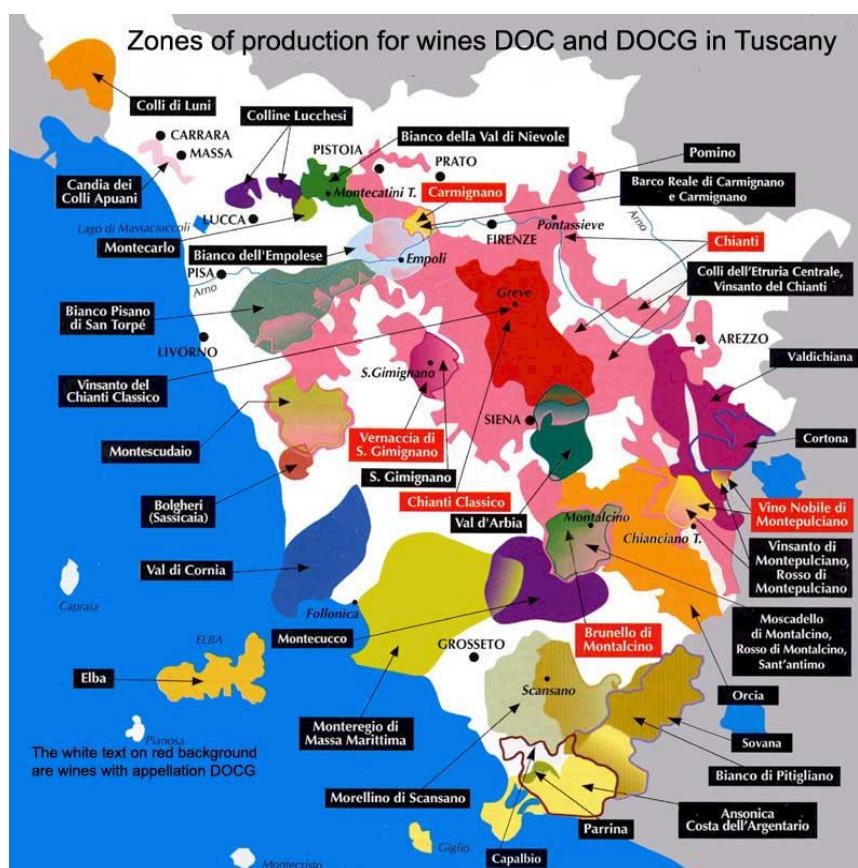 Zones of production for wines DOC and DOCG in Tuscany
Colli di Luni
Colline Lucchesi
CARRARA
MASSA
PISTOIA
Bianco della Val di Nievole
PRATO
Pomino
Candia dei
Colli Apuani
Montecatini T.
Carmignano
Barco Reale di Carmignano
e Carmignano
Lago di Massaciuccoli
LUCCA
FIRENZE
Pontassieve
Arno
Chianti
Montecarlo
Bianco dell'Empolese
Empoli
PISA
Arno
Colli dell'Etruria Centrale,
Vinsanto del Chianti
Bianco Pisano
di San Torpé
Greve
LIVORNO
AREZZO
Valdichiana
S.Gimignano
Vinsanto del
Chianti Classico
SIENA
Montescudaio
Vernaccia di
S. Gimignano
Cortona
S. Gimignano
Chianti Classico
Bolgheri
(Sassicaia)
Val d'Arbia
Montalcino
Chianciano T.
Vino Nobile di
Montepulciano
Vinsanto di
Montepulciano,
Rosso di
Montepulciano
Val di Cornia
Capraia
Follonica
Montecucco
Brunello di
Montalcino
Moscadello
di Montalcino,
Rosso di Montalcino,
Sant'antimo
ELBA
GROSSETO
Elba
Scansano
Orcia
Monteregio di
Massa Marittima
Sovana
Pianosa
The white text on red background
are wines with appellation DOCG
Bianco di Pitigliano
Morellino di Scansano
Ansonica
Costa dell'Argentario
Parrina
Giglio
Capalbio
Montecristo